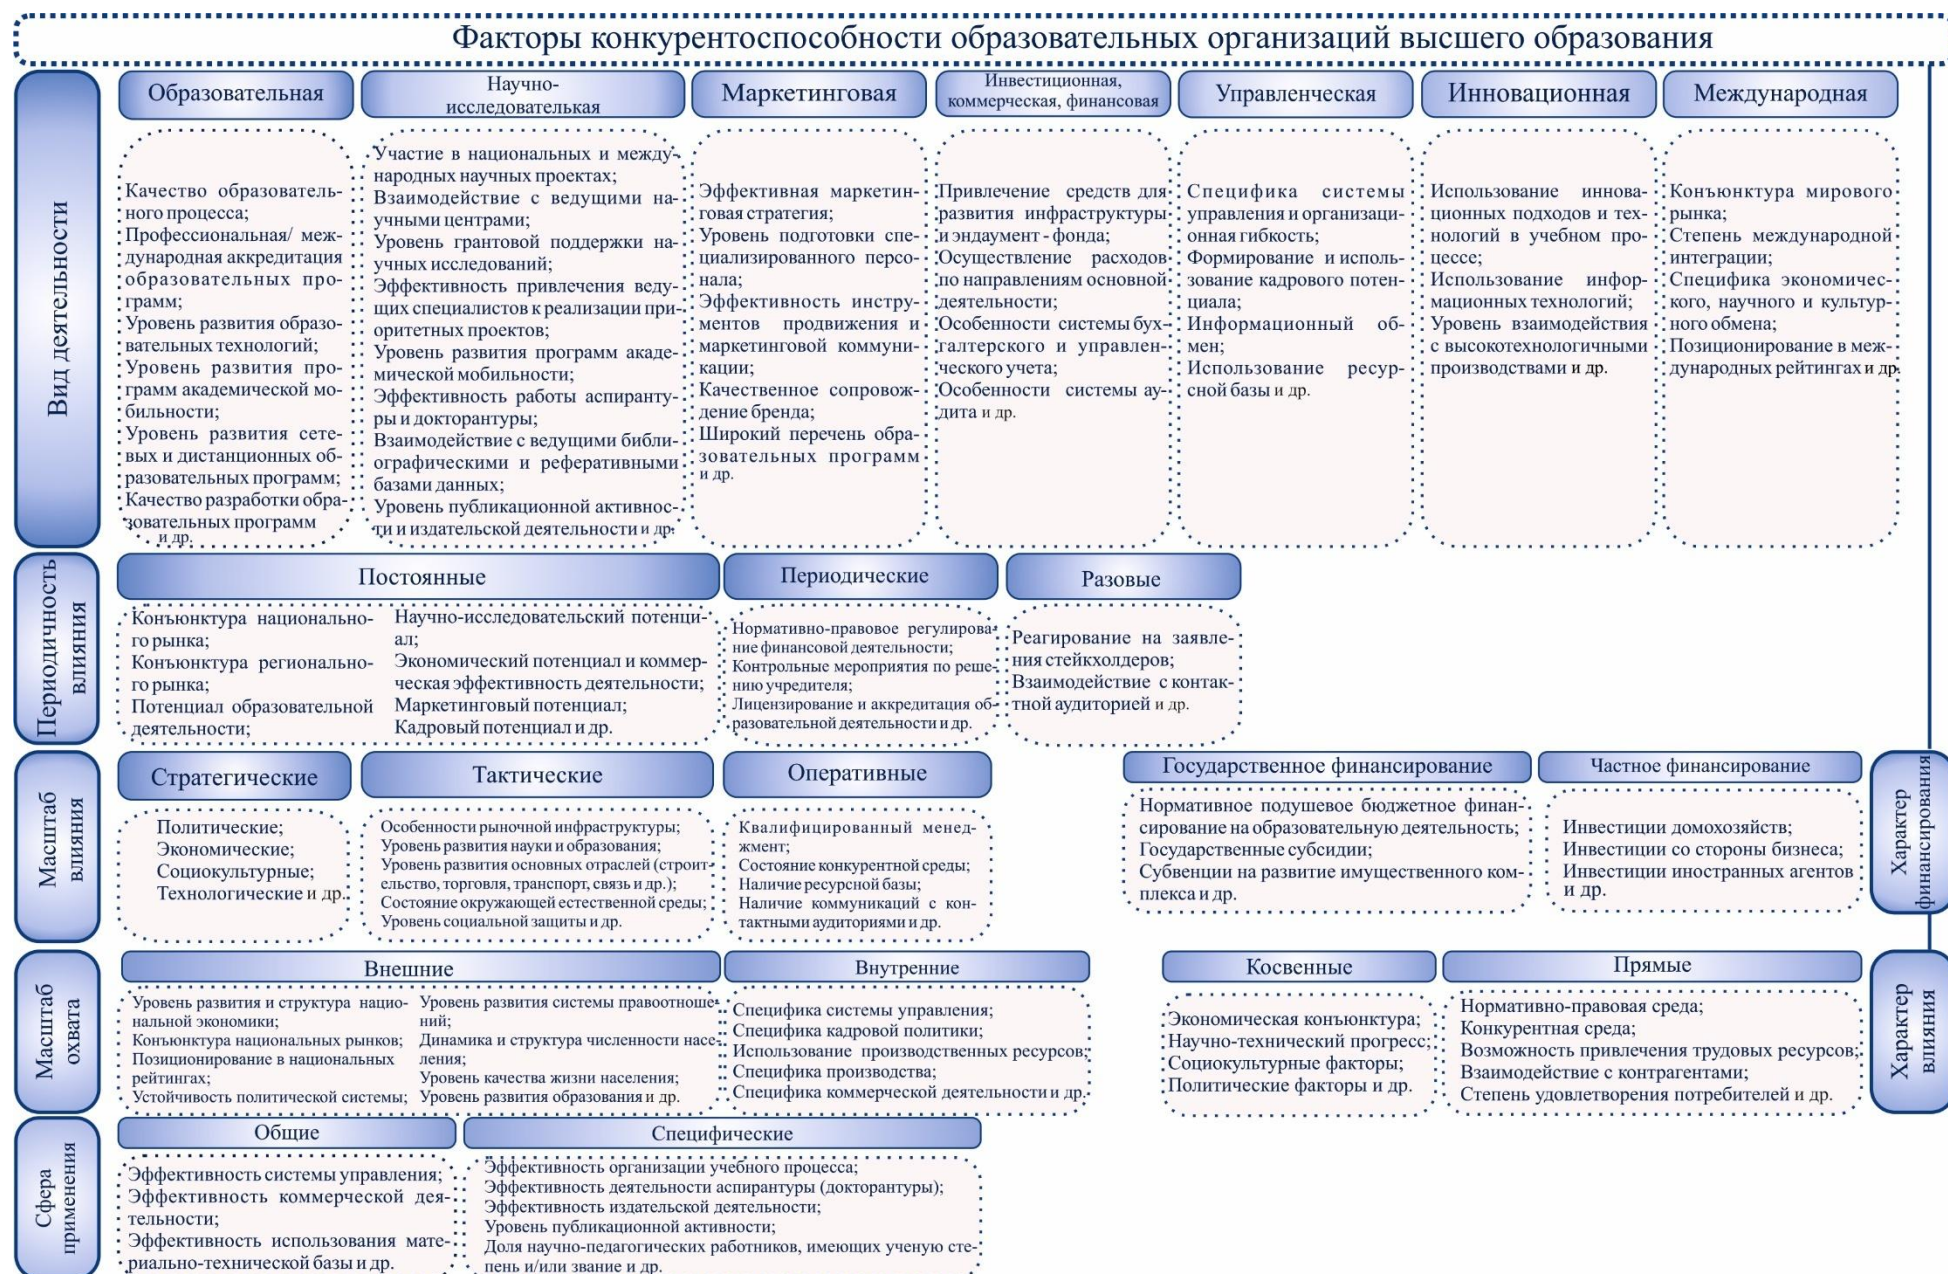 Факторы конкурентоспособности образовательных организаций высшего образования
Вид деятельности
Образовательная
Качество образователь-
ного процесса;
Профессиональная/ меж-
дународная аккредитация
образовательных про-
грамм;
Уровень развития образо-
вательных технологий;
Уровень развития про-
грамм академической мо-
бильности;
Уровень развития сете-
вых и дистанционных об-
разовательных программ;
Качество разработки обра-
зовательных программ
и др.
Научно-
исследователькая
Участие в национальных и между-
народных научных проектах;
Взаимодействие с ведущими на-
учными центрами;
Уровень грантовой поддержки на-
учных исследований;
Эффективность привлечения веду-
щих специалистов к реализации при-
оритетных проектов;
Уровень развития программ акаде-
мической мобильности;
Эффективность работы аспиранту-
ры и докторантуры;
Взаимодействие с ведущими библи-
ографическими и реферативными
базами данных;
Уровень публикационной активнос-
ти и издательской деятельности и др.
Маркетинговая
Эффективная маркетин-
говая стратегия;
Уровень подготовки спе-
циализированного персо-
нала;
Эффективность инстру-
ментов продвижения и
маркетинговой коммуни-
кации;
Качественное сопровож-
дение бренда;
Широкий перечень обра-
зовательных программ
и др.
Инвестиционная,
коммерческая, финансовая
Привлечение средств для
развития инфраструктуры
и эндаумент - фонда;
Осуществление расходов
по направлениям основной
деятельности;
Особенности системы бух-
галтерского и управлен-
ческого учета;
Особенности системы ау-
дита и др.
Управленческая
Специфика системы
управления и организаци-
онная гибкость;
Формирование и исполь-
зование кадрового потен-
циала;
Информационный об-
мен;
Использование ресур-
сной базы и др.
Инновационная
Использование иннова-
ционных подходов и тех-
нологий в учебном про-
цессе;
Использование инфор-
мационных технологий;
Уровень взаимодействия
с высокотехнологичными
производствами и др.
Международная
Конъюнктура мирового
рынка;
Степень международной
интеграции;
Специфика экономичес-
кого, научного и культур-
ного обмена;
Позиционирование в меж-
дународных рейтингах и др.
Периодичность
влияния
Постоянные
Конъюнктура национально-
го рынка;
Конъюнктура регионально-
го рынка;
Потенциал образовательной
деятельности;
Научно-исследовательский потенци-
ал;
Экономический потенциал и коммер-
ческая эффективность деятельности;
Маркетинговый потенциал;
Кадровый потенциал и др.
Периодические
Нормативно-правовое регулирова-
ние финансовой деятельности;
Контрольные мероприятия по реше-
нию учредителя;
Лицензирование и аккредитация об-
разовательной деятельности и др.
Разовые
Реагирование на заявле-
ния стейкхолдеров;
Взаимодействие с контак-
тной аудиторией и др.
Масштаб
влияния
Стратегические
Политические;
Экономические;
Социокультурные;
Технологические и др.
Тактические
Особенности рыночной инфраструктуры;
Уровень развития науки и образования;
Уровень развития основных отраслей (строит-
ельство, торговля, транспорт, связь и др.);
Состояние окружающей естественной среды;
Уровень социальной защиты и др.
Оперативные
Квалифицированный менед-
жмент;
Состояние конкурентной среды;
Наличие ресурсной базы;
Наличие коммуникаций с кон-
тактными аудиториями и др.
Государственное финансирование
Нормативное подушевое бюджетное финан-
сирование на образовательную деятельность;
Государственные субсидии;
Субвенции на развитие имущественного ком-
плекса и др.
Частное финансирование
Инвестиции домохозяйств;
Инвестиции со стороны бизнеса;
Инвестиции иностранных агентов
и др.
Характер
финансирования
Масштаб
охвата
Внешние
Уровень развития и структура нацио-
нальной экономики;
Конъюнктура национальных рынков;
Позиционирование в национальных
рейтингах;
Устойчивость политической системы;
Уровень развития системы правоотноше-
ний;
Динамика и структура численности насе-
ления;
Уровень качества жизни населения;
Уровень развития образования и др.
Внутренние
Специфика системы управления;
Специфика кадровой политики;
Использование производственных ресурсов;
Специфика производства;
Специфика коммерческой деятельности и др.
Косвенные
Экономическая конъюнктура;
Научно-технический прогресс;
Социокультурные факторы;
Политические факторы и др.
Прямые
Нормативно-правовая среда;
Конкурентная среда;
Возможность привлечения трудовых ресурсов;
Взаимодействие с контрагентами;
Степень удовлетворения потребителей и др.
Характер
влияния
Сфера
применения
Общие
Эффективность системы управления;
Эффективность коммерческой дея-
тельности;
Эффективность использования мате-
риально-технической базы и др.
Специфические
Эффективность организации учебного процесса;
Эффективность деятельности аспирантуры (докторантуры);
Эффективность издательской деятельности;
Уровень публикационной активности;
Доля научно-педагогических работников, имеющих ученую сте-
пень и/или звание и др.